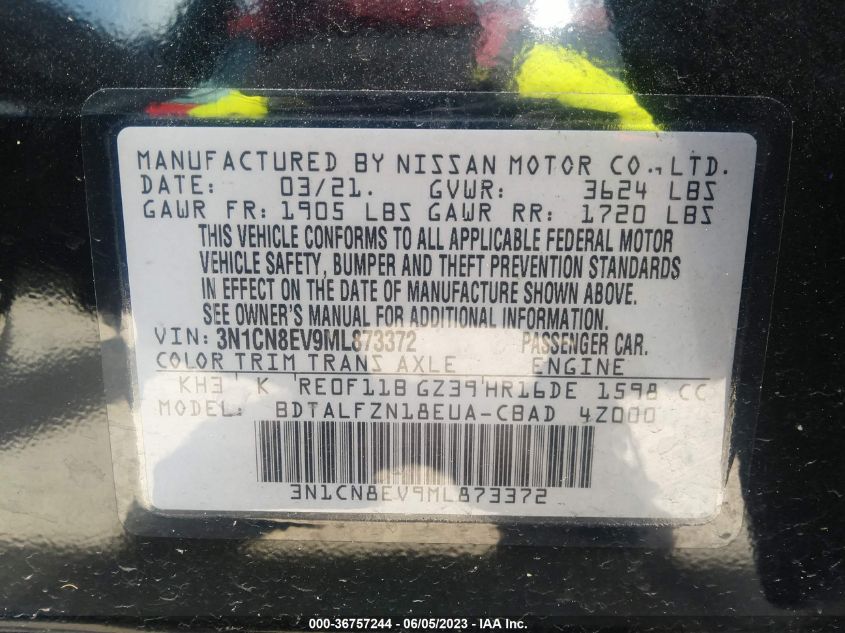 MANUFACTURED BY NISSAN MOTOR CO., LTD.
DATE: 03/21. GVWR: 3624 LBS
GAWR FR: 1905 LBS GAWR RR: 1720 LBS
THIS VEHICLE CONFORMS TO ALL APPLICABLE FEDERAL MOTOR
VEHICLE SAFETY, BUMPER AND THEFT PREVENTION STANDARDS
IN EFFECT ON THE DATE OF MANUFACTURE SHOWN ABOVE.
SEE OWNER'S MANUAL FOR ADDITIONAL INFORMATION.
VIN: 3N1CN8EV9ML873372 PASSENGER CAR.
COLOR TRIM TRANS AXLE ENGINE
KH3 K RE0F11B GZ39 HR16DE 1598 CC
MODEL: BDTALFZN18EUA-CBAD 4Z000
3N1CN8EV9ML873372
000-36757244 - 06/05/2023 - IAA Inc.